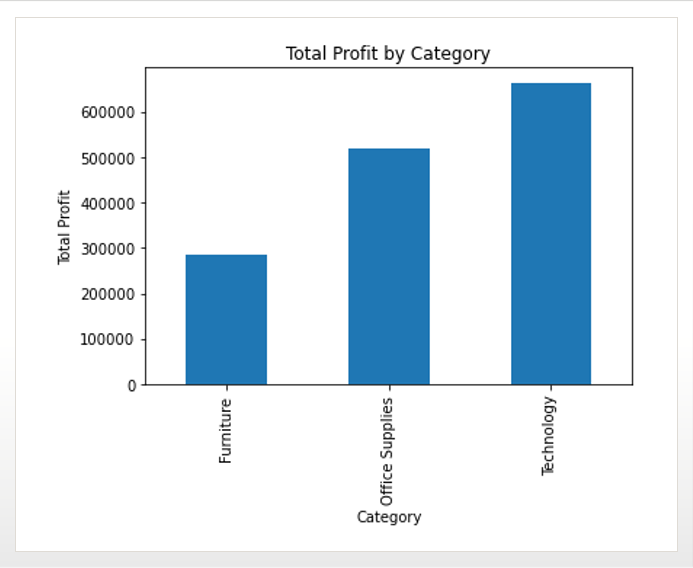 Total Profit by Category
Total Profit
600000
500000
400000
300000
200000
100000
0
Furniture
Office Supplies
Technology
Category